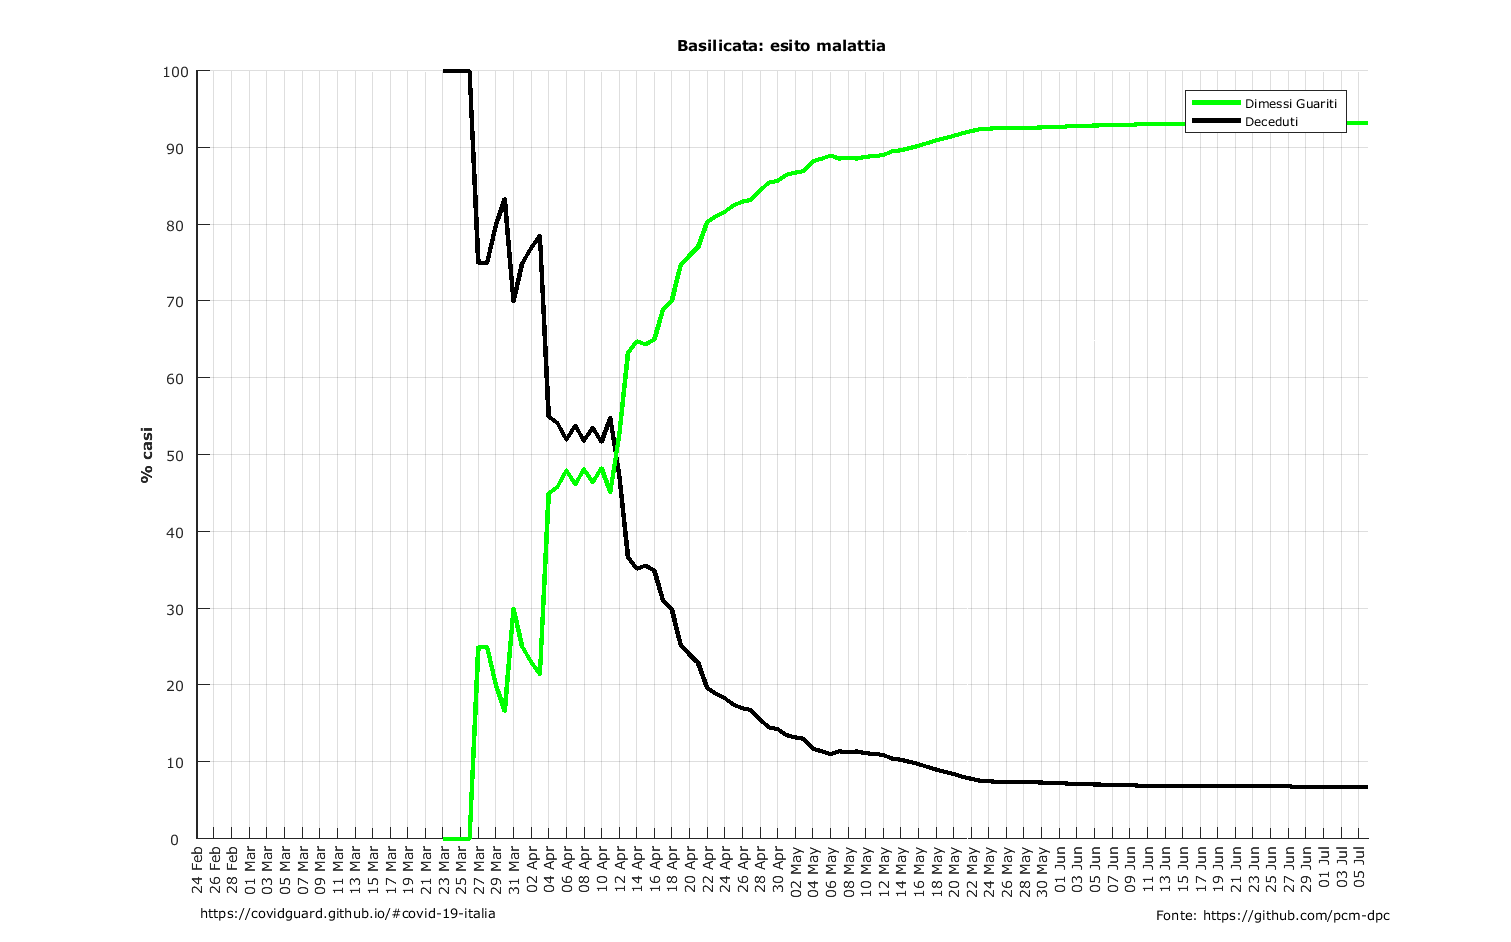 Basilicata: esito malattia
% casi
100
90
80
70
60
50
40
30
20
10
0
Dimessi Guariti
Deceduti
24 Feb
26 Feb
28 Feb
01 Mar
03 Mar
05 Mar
07 Mar
09 Mar
11 Mar
13 Mar
15 Mar
17 Mar
19 Mar
21 Mar
23 Mar
25 Mar
27 Mar
29 Mar
31 Mar
02 Apr
04 Apr
06 Apr
08 Apr
10 Apr
12 Apr
14 Apr
16 Apr
18 Apr
20 Apr
22 Apr
24 Apr
26 Apr
28 Apr
30 Apr
02 May
04 May
06 May
08 May
10 May
12 May
14 May
16 May
18 May
20 May
22 May
24 May
26 May
28 May
30 May
01 Jun
03 Jun
05 Jun
07 Jun
09 Jun
11 Jun
13 Jun
15 Jun
17 Jun
19 Jun
21 Jun
23 Jun
25 Jun
27 Jun
29 Jun
01 Jul
03 Jul
05 Jul
https://covidguard.github.io/#covid-19-italia
Fonte: https://github.com/pcm-dpc